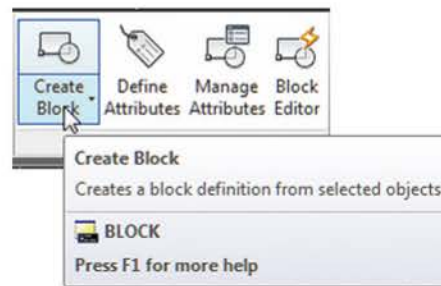 Create Block
Define Attributes
Manage Attributes
Block Editor
Create Block
Creates a block definition from selected objects
BLOCK
Press F1 for more help